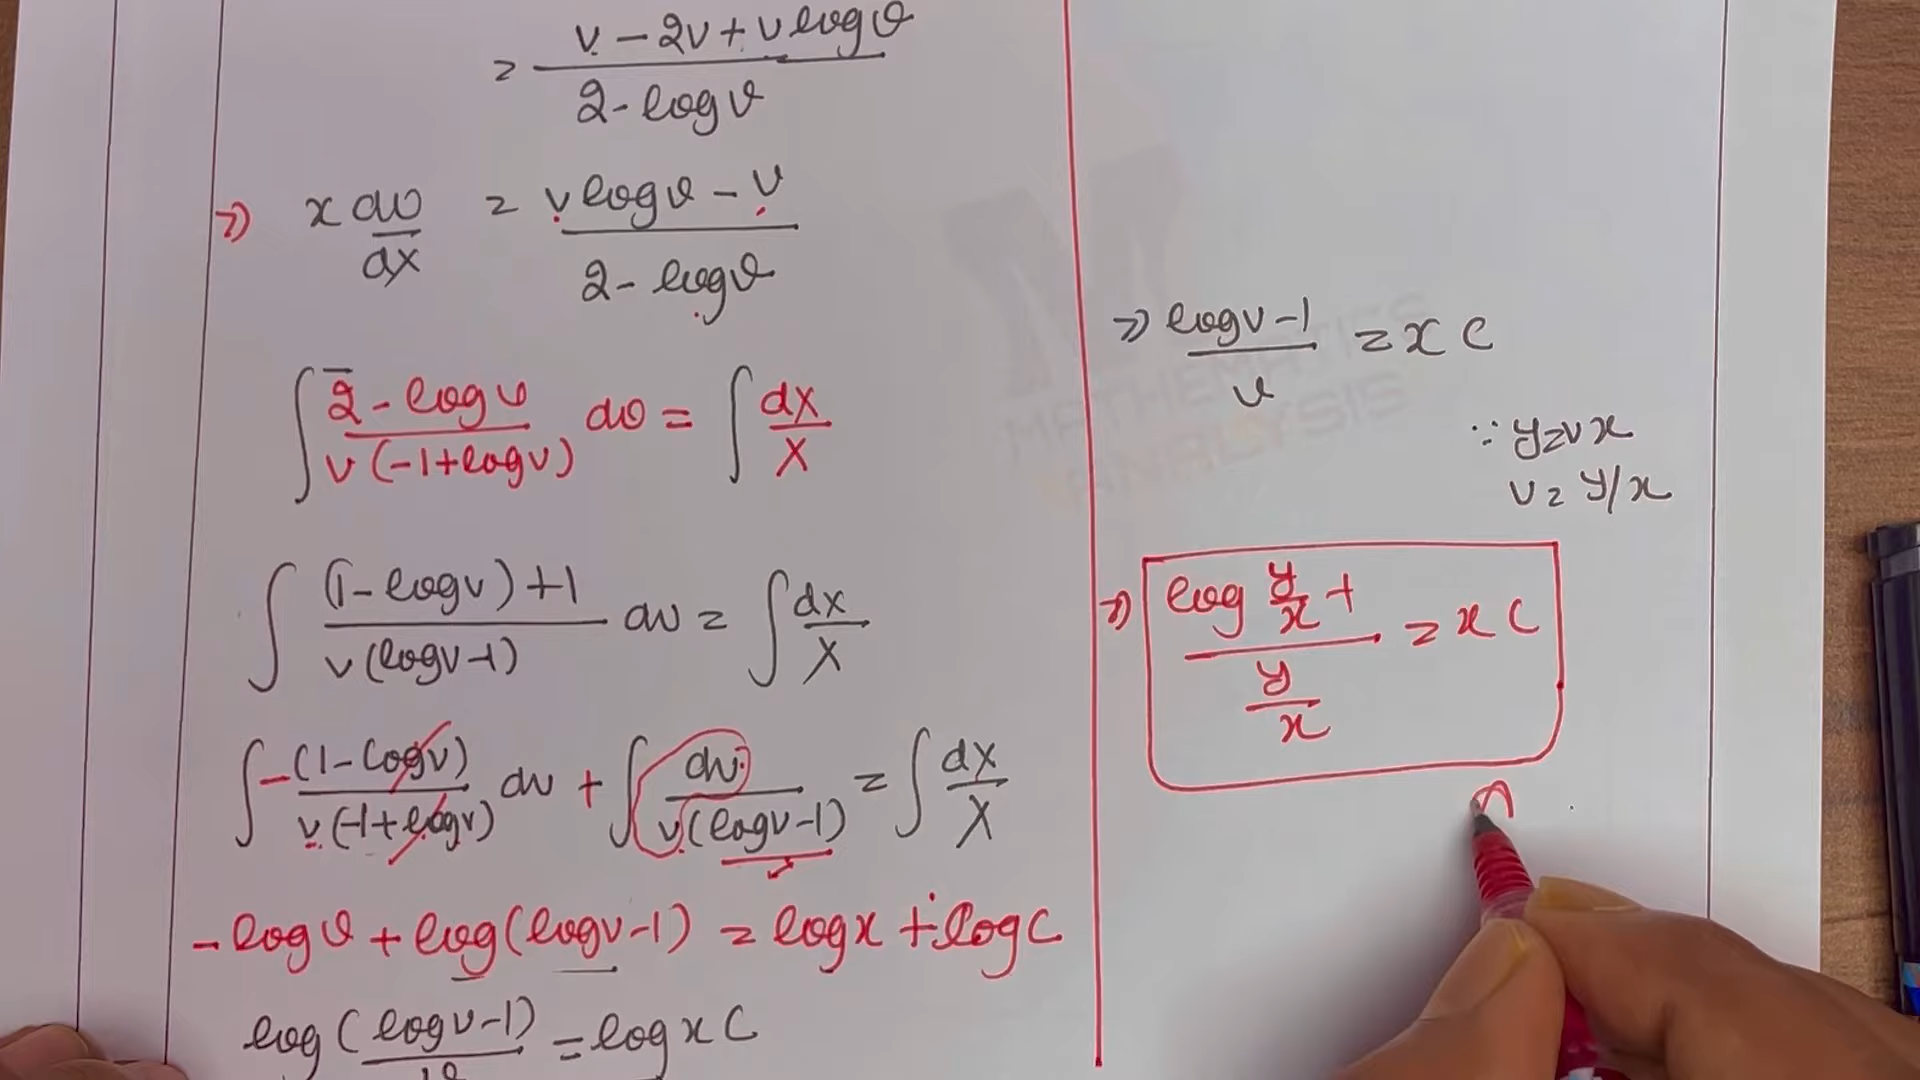 = v - 2v + v log v / 2 - log v
⇒ x dv/dx = v log v - v / 2 - log v
∫ 2 - log v / v(-1+log v) dv = ∫ dx/x
∫ (1 - log v) + 1 / v(log v - 1) dv = ∫ dx/x
∫ -(1 - log v) / v(-1 + log v) dv + ∫ dv / v(log v - 1) = ∫ dx/x
- log v + log(log v - 1) = log x + log c
log (log v - 1) / v = log x c
⇒ log v - 1 / v = x c
∵ y = v x
v = y/x
⇒ log y/x + / y/x = x c
MATHEMATICS
ANALYSIS